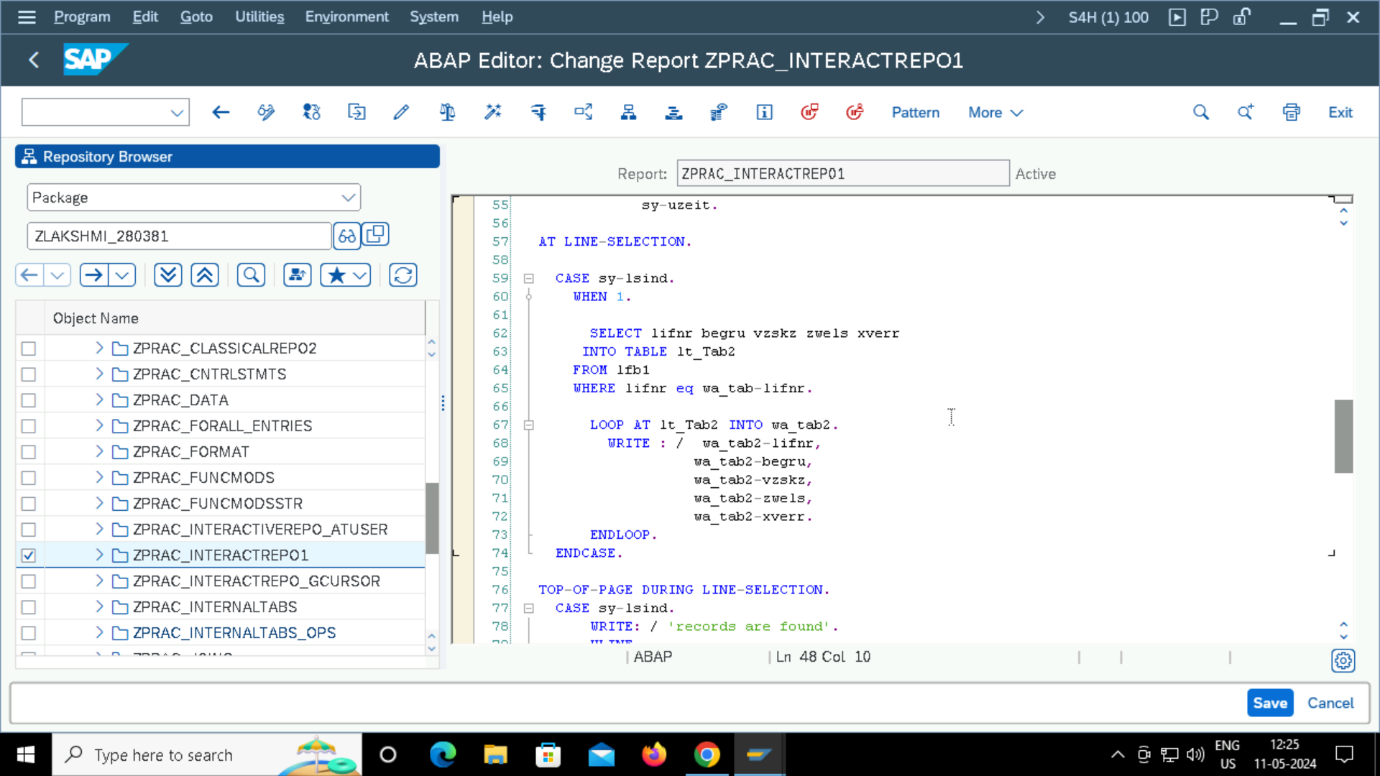 Program Edit Goto Utilities Environment System Help S4H (1) 100
SAP ABAP Editor: Change Report ZPRAC_INTERACTREPO1
Pattern More Exit
Repository Browser
Report: ZPRAC_INTERACTREPO1 Active
Package
ZLAKSHMI_280381
Object Name
ZPRAC_CLASSICALREPO2
ZPRAC_CNTRLSTMTS
ZPRAC_DATA
ZPRAC_FORALL_ENTRIES
ZPRAC_FORMAT
ZPRAC_FUNCMODS
ZPRAC_FUNCMODSSTR
ZPRAC_INTERACTIVEREPO_ATUSER
ZPRAC_INTERACTREPO1
ZPRAC_INTERACTREPO_GCURSOR
ZPRAC_INTERNALTABS
ZPRAC_INTERNALTABS_OPS
55 sy-uzeit.
56
57 AT LINE-SELECTION.
58
59 CASE sy-lsind.
60 WHEN 1.
61
62 SELECT lifnr begru vzskz zwels xverr
63 INTO TABLE lt_Tab2
64 FROM lfb1
65 WHERE lifnr eq wa_tab-lifnr.
66
67 LOOP AT lt_Tab2 INTO wa_tab2.
68 WRITE : / wa_tab2-lifnr,
69 wa_tab2-begru,
70 wa_tab2-vzskz,
71 wa_tab2-zwels,
72 wa_tab2-xverr.
73 ENDLOOP.
74 ENDCASE.
75
76 TOP-OF-PAGE DURING LINE-SELECTION.
77 CASE sy-lsind.
78 WRITE: / 'records are found'.
ABAP Ln 48 Col 10
Save Cancel
Type here to search
ENG
US
12:25
11-05-2024